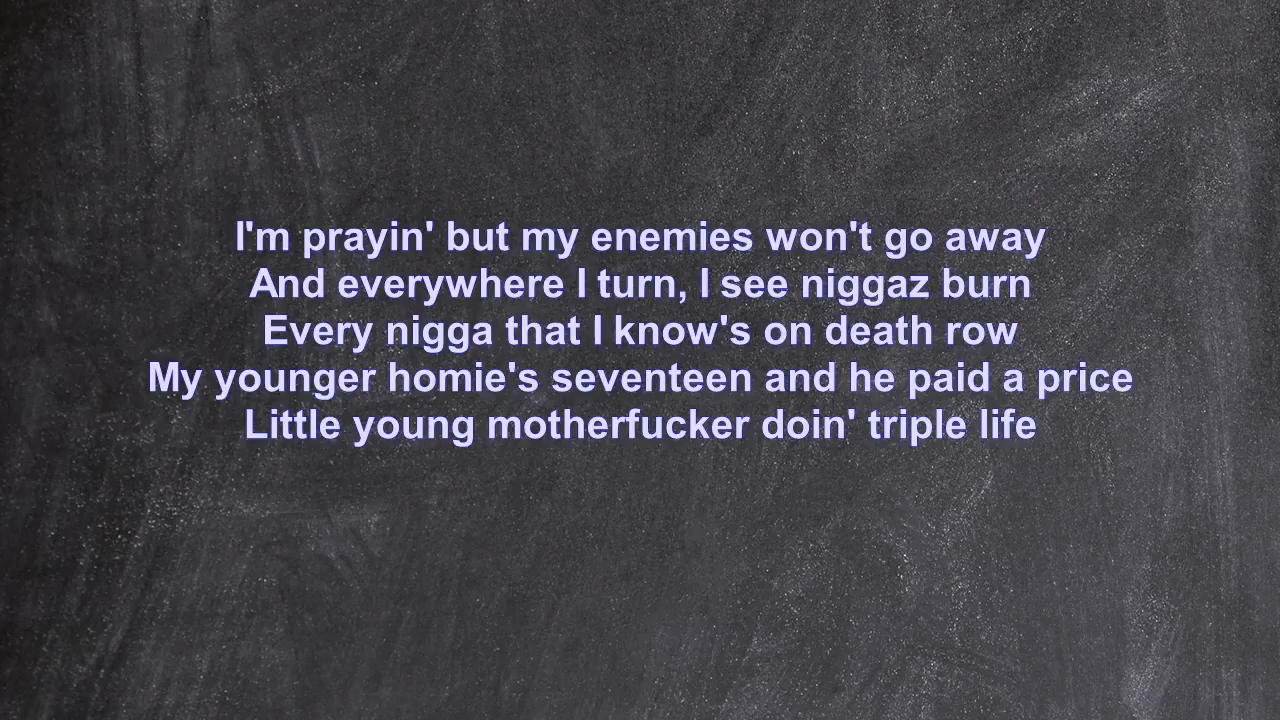 I'm prayin' but my enemies won't go away
And everywhere I turn, I see niggaz burn
Every nigga that I know's on death row
My younger homie's seventeen and he paid a price
Little young motherfucker doin' triple life